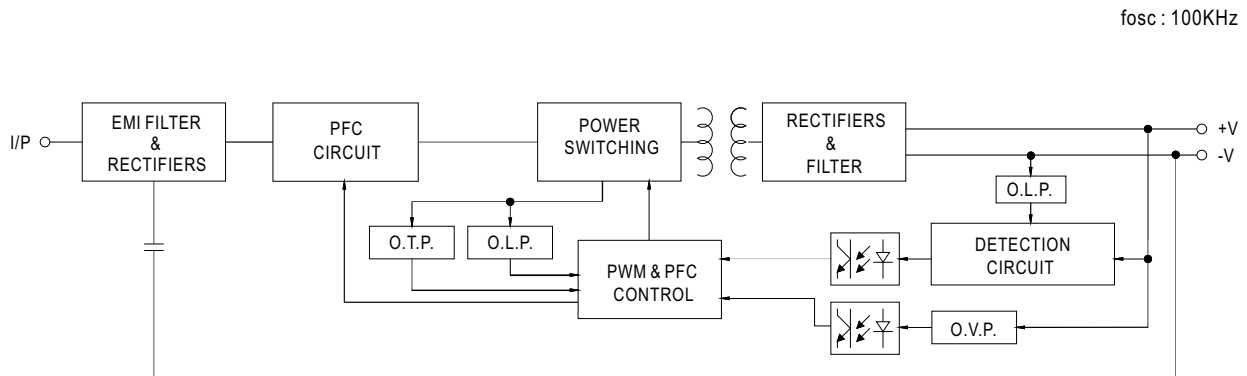 fosc : 100KHz
I/P
EMI FILTER
&
RECTIFIERS
PFC
CIRCUIT
POWER
SWITCHING
RECTIFIERS
&
FILTER
+V
-V
O.L.P.
O.T.P.
O.L.P.
PWM & PFC
CONTROL
DETECTION
CIRCUIT
O.V.P.